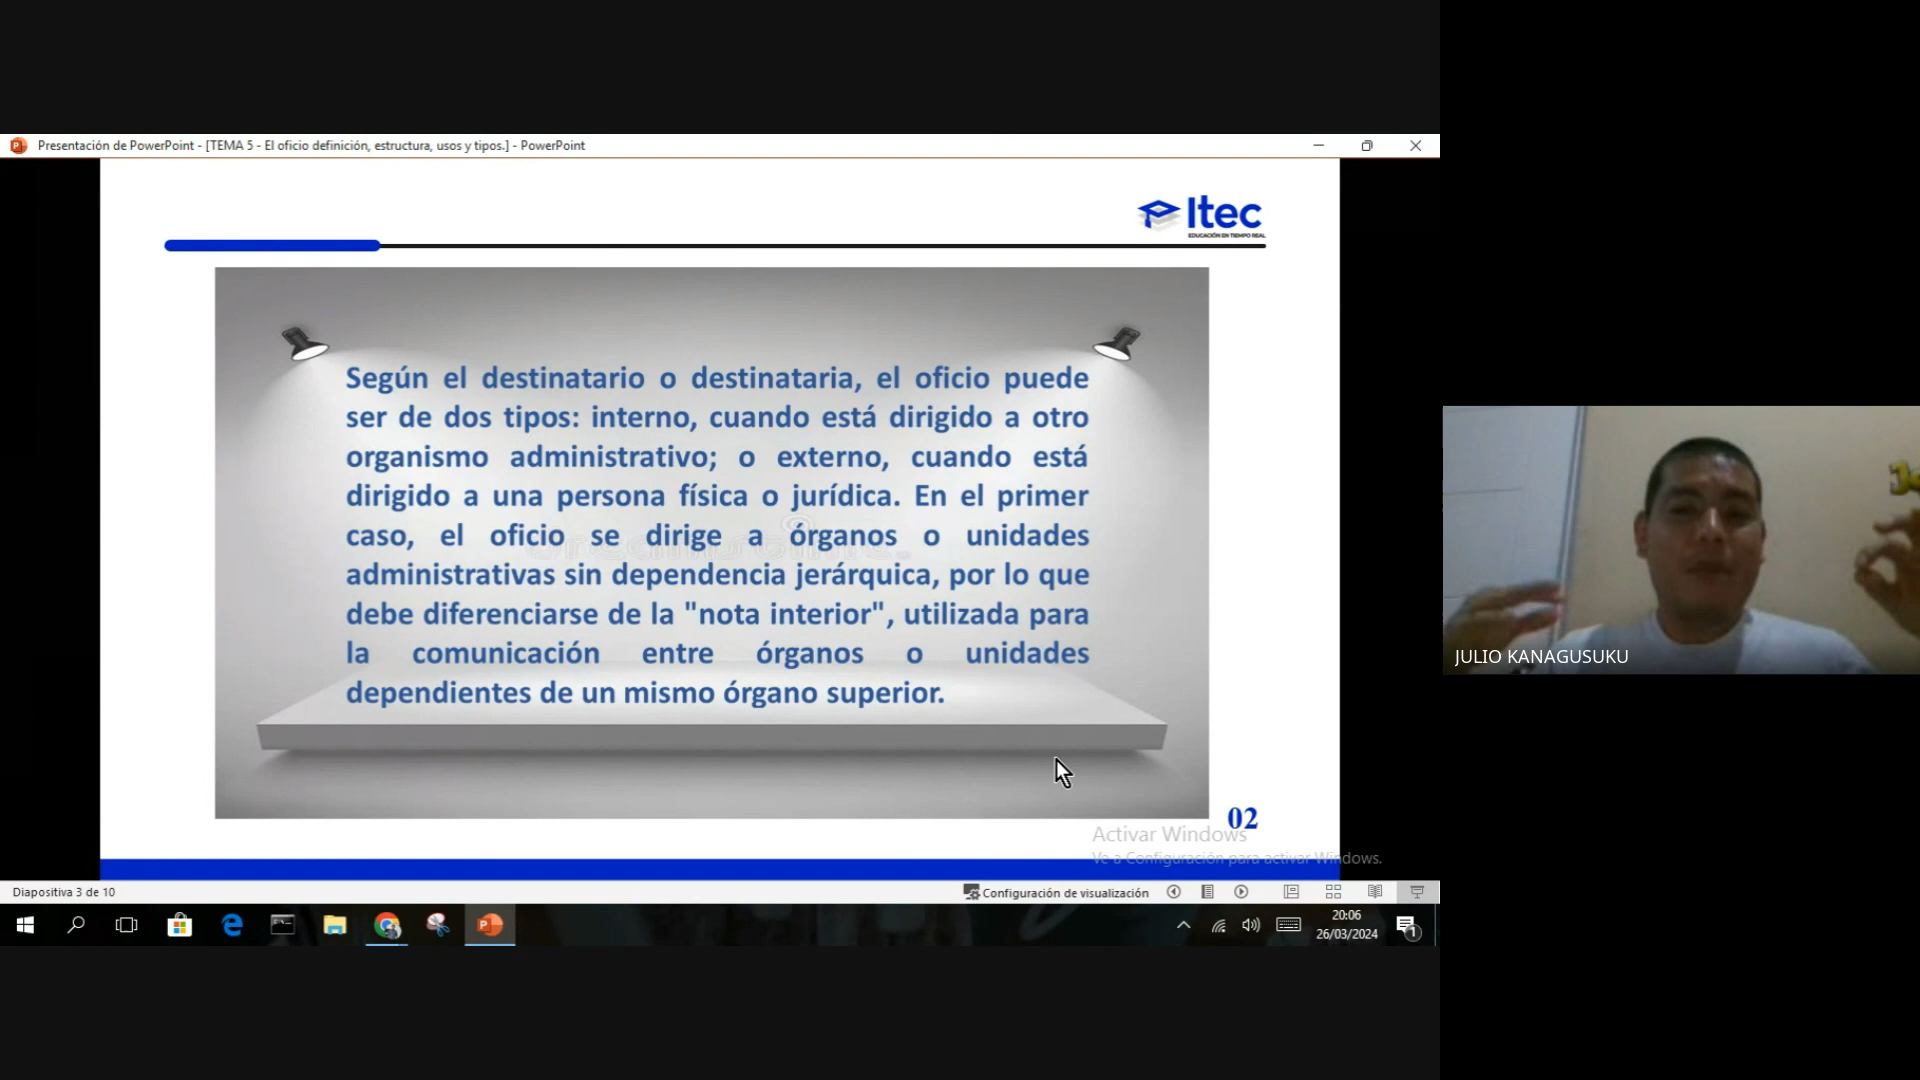 Presentación de PowerPoint - [TEMA 5 - El oficio definición, estructura, usos y tipos.] - PowerPoint
Itec
EDUCACIÓN EN TIEMPO REAL
Según el destinatario o destinataria, el oficio puede
ser de dos tipos: interno, cuando está dirigido a otro
organismo administrativo; o externo, cuando está
dirigido a una persona física o jurídica. En el primer
caso, el oficio se dirige a órganos o unidades
administrativas sin dependencia jerárquica, por lo que
debe diferenciarse de la "nota interior", utilizada para
la comunicación entre órganos o unidades
dependientes de un mismo órgano superior.
02
Activar Windows
Ve a Configuración para activar Windows.
Diapositiva 3 de 10
Configuración de visualización
20:06
26/03/2024
1
JULIO KANAGUSUKU